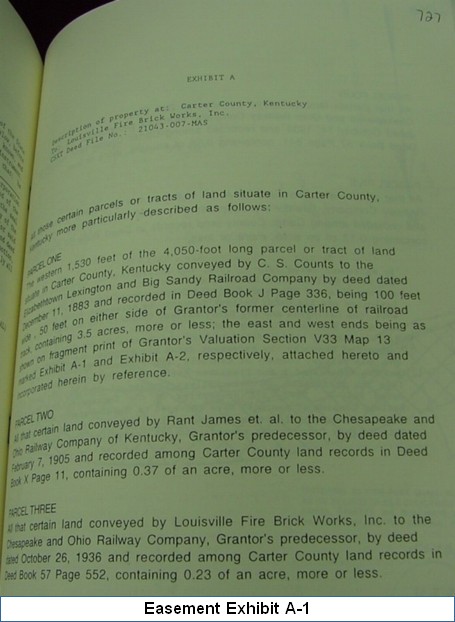 727
EXHIBIT A
Description of property at: Carter County, Kentucky
To: Louisville Fire Brick Works, Inc.
CSXT Deed File No.: 21043-007-MAS
All those certain parcels or tracts of land situate in Carter County,
Kentucky more particularly described as follows:
PARCEL ONE
The western 1,530 feet of the 4,050-foot long parcel or tract of land
situate in Carter County, Kentucky conveyed by C. S. Counts to the
Elizabethtown Lexington and Big Sandy Railroad Company by deed dated
December 11, 1883 and recorded in Deed Book J Page 336, being 100 feet
wide, 50 feet on either side of Grantor's former centerline of railroad
track, containing 3.5 acres, more or less; the east and west ends being as
shown on fragment print of Grantor's Valuation Section V33 Map 13
marked Exhibit A-1 and Exhibit A-2, respectively, attached hereto and
incorporated herein by reference.
PARCEL TWO
All that certain land conveyed by Rant James et. al. to the Chesapeake and
Ohio Railway Company of Kentucky, Grantor's predecessor, by deed dated
February 7, 1905 and recorded among Carter County land records in Deed
Book X Page 11, containing 0.37 of an acre, more or less.
PARCEL THREE
All that certain land conveyed by Louisville Fire Brick Works, Inc. to the
Chesapeake and Ohio Railway Company, Grantor's predecessor, by deed
dated October 26, 1936 and recorded among Carter County land records in
Deed Book 57 Page 552, containing 0.23 of an acre, more or less.
Easement Exhibit A-1